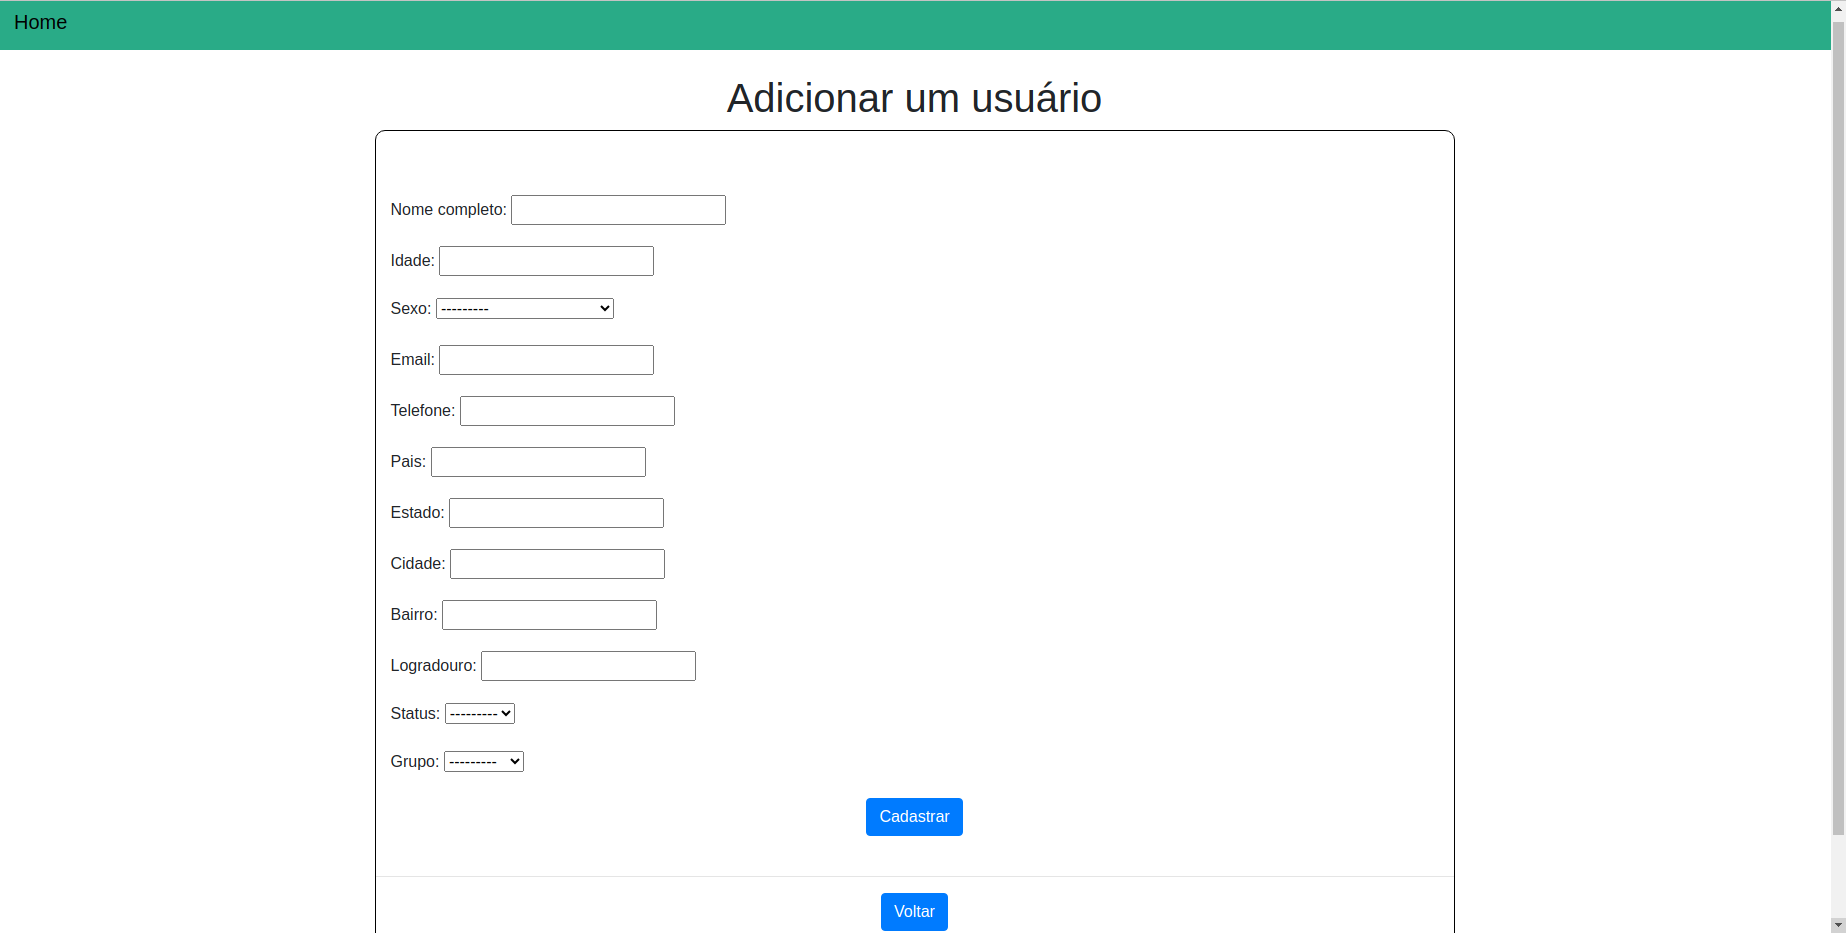 Home
Adicionar um usuário
Nome completo:
Idade:
Sexo: ---------
Email:
Telefone:
Pais:
Estado:
Cidade:
Bairro:
Logradouro:
Status: ---------
Grupo: ---------
Cadastrar
Voltar